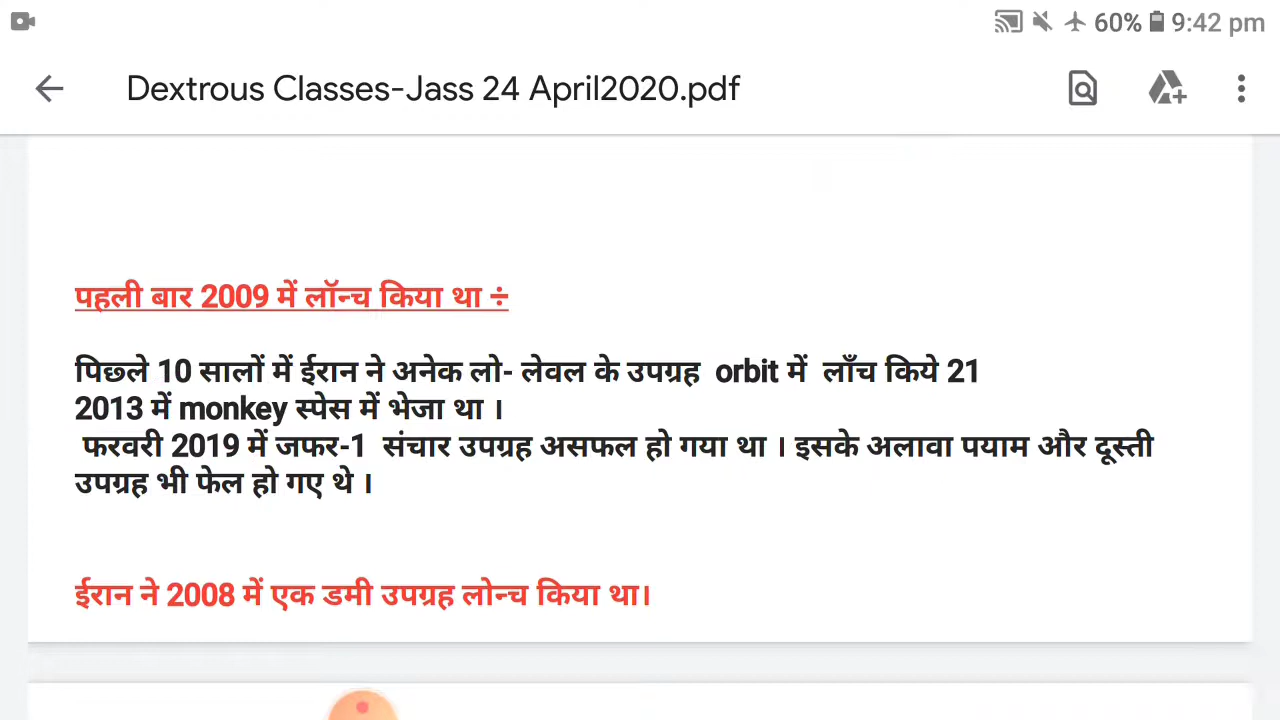 60% 9:42 pm
Dextrous Classes-Jass 24 April2020.pdf
पहली बार 2009 में लॉन्च किया था ÷
पिछले 10 सालों में ईरान ने अनेक लो- लेवल के उपग्रह orbit में लाँच किये 21
2013 में monkey स्पेस में भेजा था ।
फरवरी 2019 में जफर-1 संचार उपग्रह असफल हो गया था । इसके अलावा पयाम और दूस्ती
उपग्रह भी फेल हो गए थे ।
ईरान ने 2008 में एक डमी उपग्रह लोन्च किया था।